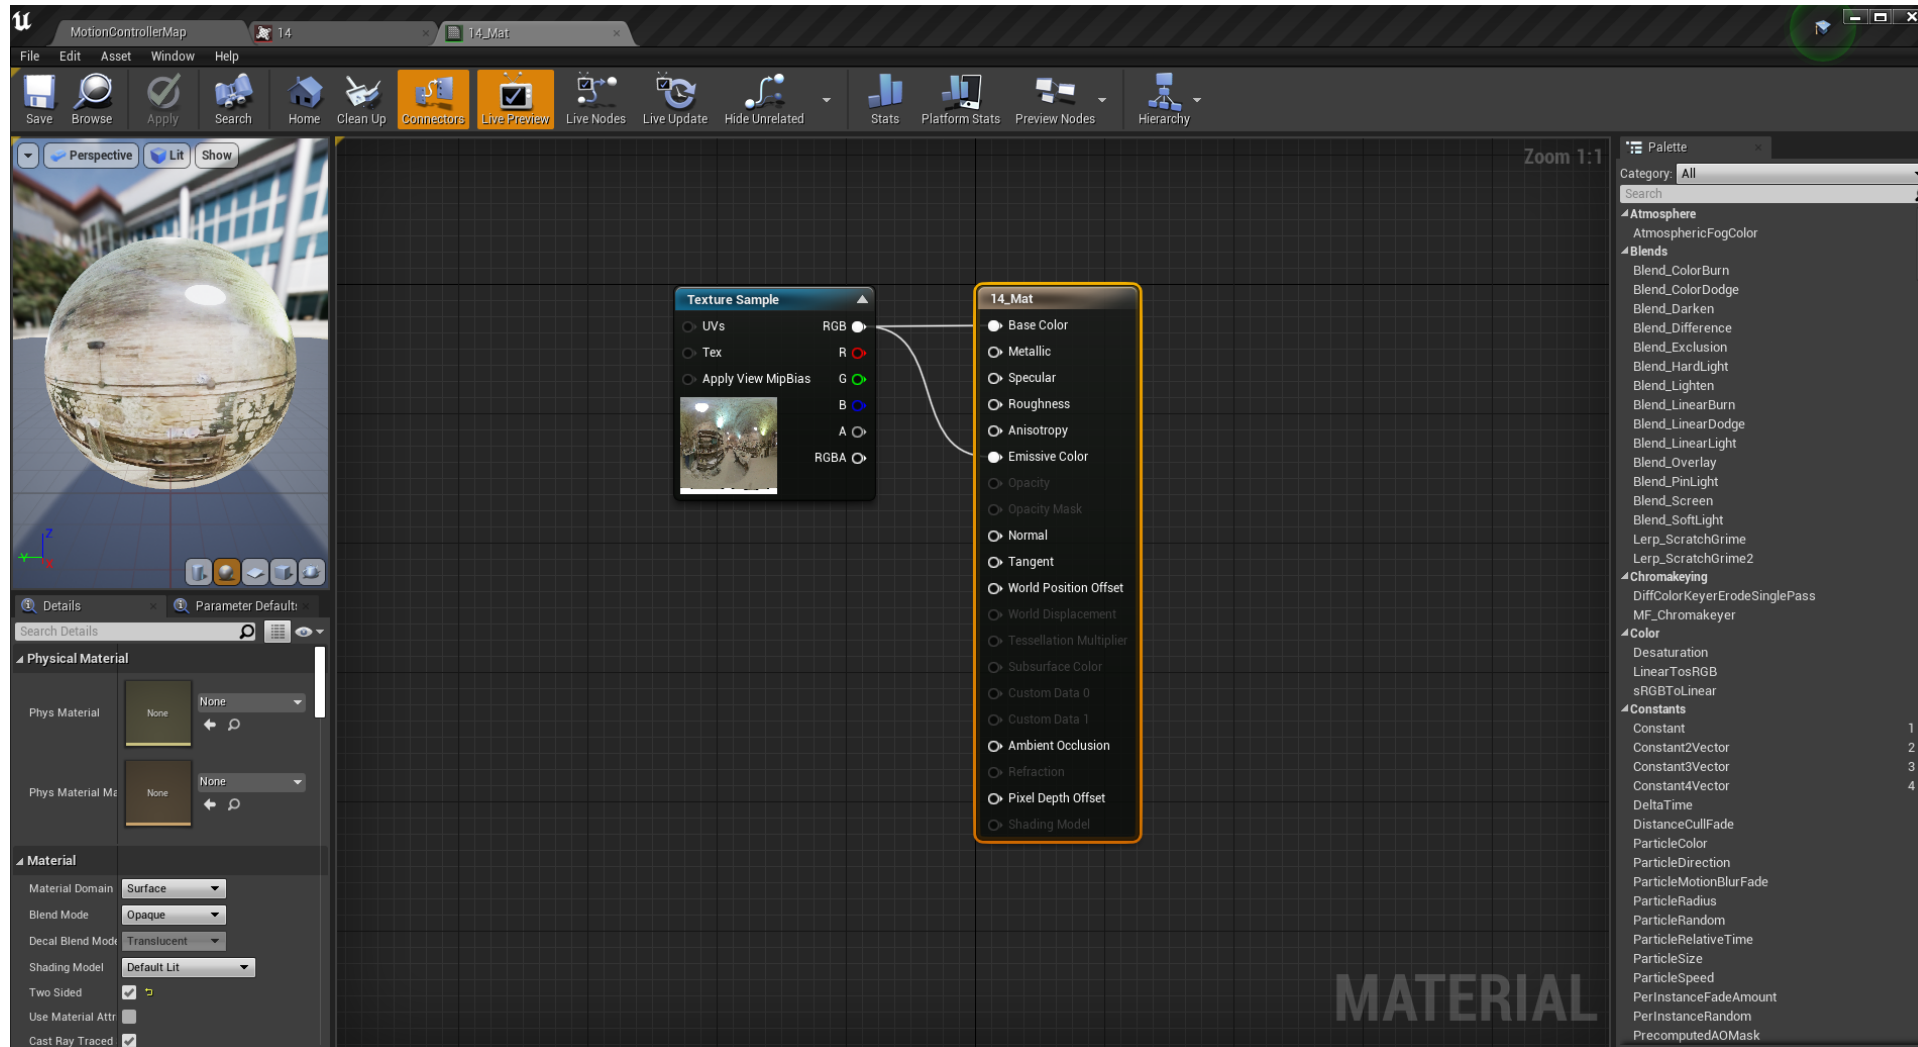 MotionControllerMap
14
14_Mat
File Edit Asset Window Help
Save Browse Apply Search Home Clean Up Connectors Live Preview Live Nodes Live Update Hide Unrelated Stats Platform Stats Preview Nodes Hierarchy
Perspective Lit Show
Z
Y
Details
Parameter Defaults
Search Details
Physical Material
Phys Material
None
None
Phys Material Ma
None
None
Material
Material Domain Surface
Blend Mode Opaque
Decal Blend Mode Translucent
Shading Model Default Lit
Two Sided
Use Material Attr
Cast Ray Traced
Zoom 1:1
Texture Sample
UVs RGB
Tex R
Apply View MipBias G
B
A
RGBA
14_Mat
Base Color
Metallic
Specular
Roughness
Anisotropy
Emissive Color
Opacity
Opacity Mask
Normal
Tangent
World Position Offset
World Displacement
Tessellation Multiplier
Subsurface Color
Custom Data 0
Custom Data 1
Ambient Occlusion
Refraction
Pixel Depth Offset
Shading Model
MATERIAL
Palette
Category: All
Search
Atmosphere
AtmosphericFogColor
Blends
Blend_ColorBurn
Blend_ColorDodge
Blend_Darken
Blend_Difference
Blend_Exclusion
Blend_HardLight
Blend_Lighten
Blend_LinearBurn
Blend_LinearDodge
Blend_LinearLight
Blend_Overlay
Blend_PinLight
Blend_Screen
Blend_SoftLight
Lerp_ScratchGrime
Lerp_ScratchGrime2
Chromakeying
DiffColorKeyerErodeSinglePass
MF_Chromakeyer
Color
Desaturation
LinearTosRGB
sRGBToLinear
Constants
Constant 1
Constant2Vector 2
Constant3Vector 3
Constant4Vector 4
DeltaTime
DistanceCullFade
ParticleColor
ParticleDirection
ParticleMotionBlurFade
ParticleRadius
ParticleRandom
ParticleRelativeTime
ParticleSize
ParticleSpeed
PerInstanceFadeAmount
PerInstanceRandom
PrecomputedAOMask